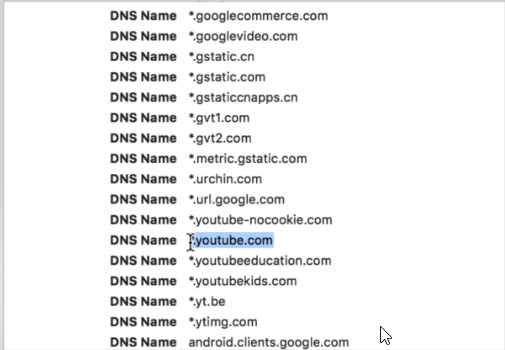 DNS Name *.googlecommerce.com
DNS Name *.googlevideo.com
DNS Name *.gstatic.cn
DNS Name *.gstatic.com
DNS Name *.gstaticcnapps.cn
DNS Name *.gvt1.com
DNS Name *.gvt2.com
DNS Name *.metric.gstatic.com
DNS Name *.urchin.com
DNS Name *.url.google.com
DNS Name *.youtube-nocookie.com
DNS Name *.youtube.com
DNS Name *.youtubeeducation.com
DNS Name *.youtubekids.com
DNS Name *.yt.be
DNS Name *.ytimg.com
DNS Name android.clients.google.com